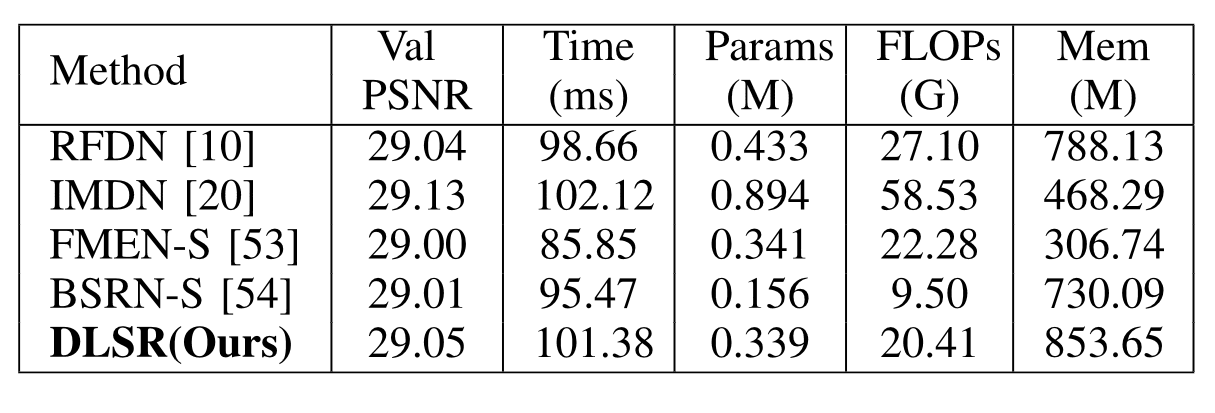 Method Val PSNR Time (ms) Params (M) FLOPs (G) Mem (M)
RFDN [10] 29.04 98.66 0.433 27.10 788.13
IMDN [20] 29.13 102.12 0.894 58.53 468.29
FMEN-S [53] 29.00 85.85 0.341 22.28 306.74
BSRN-S [54] 29.01 95.47 0.156 9.50 730.09
DLSR(Ours) 29.05 101.38 0.339 20.41 853.65